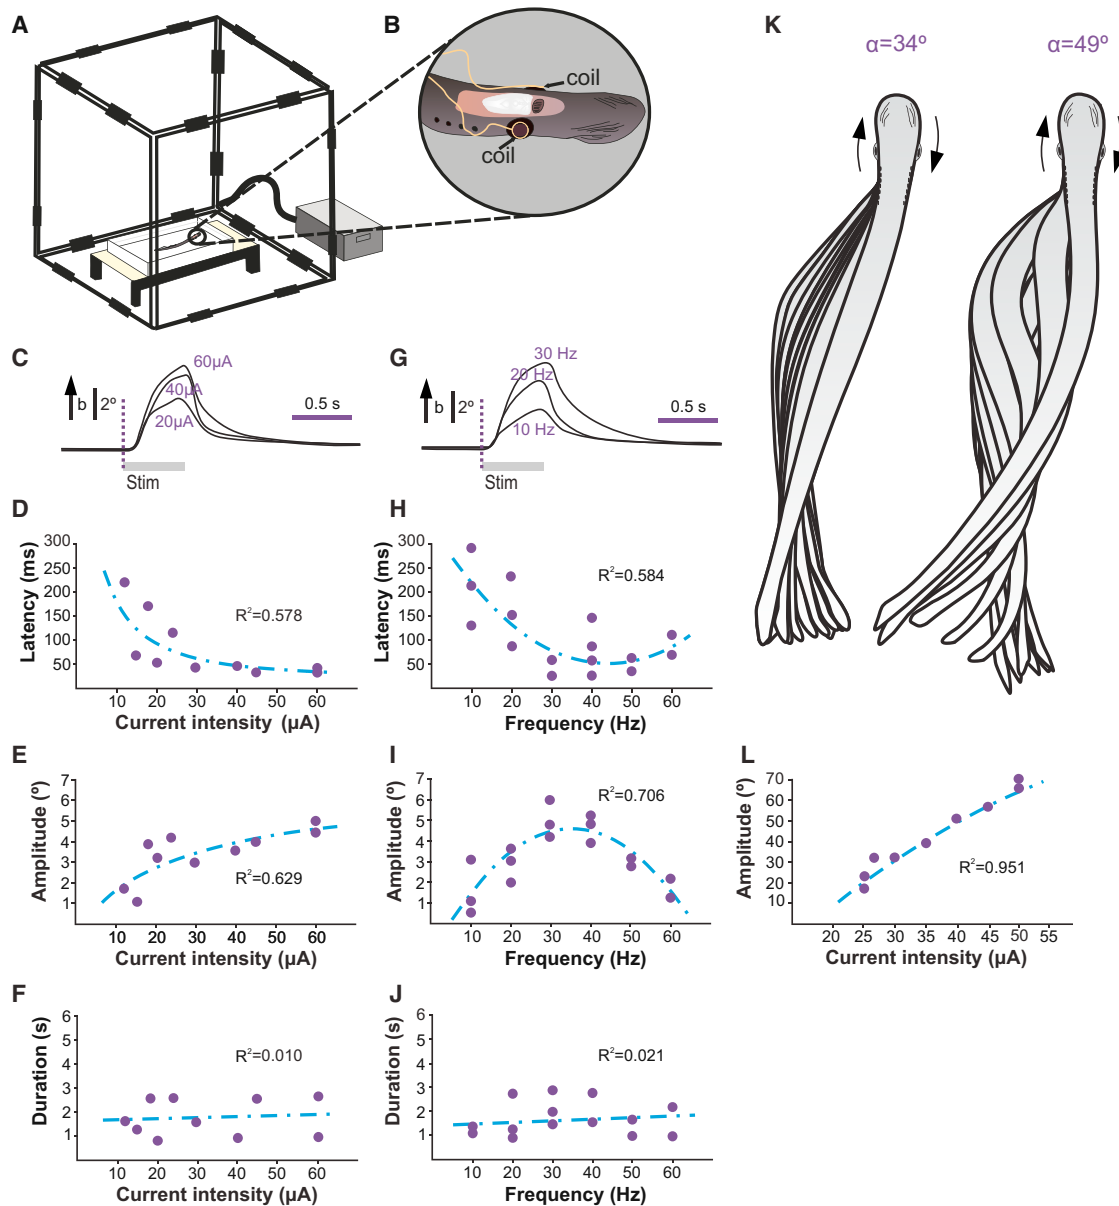 A
B
coil
coil
K
α=34º
α=49º
C
60µA
40µA
20µA
b
2º
0.5 s
Stim
G
30 Hz
20 Hz
10 Hz
b
2º
0.5 s
Stim
D
Latency (ms)
300
250
200
150
100
50
R²=0.578
10 20 30 40 50 60
Current intensity (µA)
H
Latency (ms)
300
250
200
150
100
50
R²=0.584
10 20 30 40 50 60
Frequency (Hz)
E
Amplitude (º)
7
6
5
4
3
2
1
R²=0.629
10 20 30 40 50 60
Current intensity (µA)
I
Amplitude (º)
7
6
5
4
3
2
1
R²=0.706
10 20 30 40 50 60
Frequency (Hz)
L
Amplitude (º)
70
60
50
40
30
20
10
R²=0.951
20 25 30 35 40 45 50 55
Current intensity (µA)
F
Duration (s)
6
5
4
3
2
1
R²=0.010
10 20 30 40 50 60
Current intensity (µA)
J
Duration (s)
6
5
4
3
2
1
R²=0.021
10 20 30 40 50 60
Frequency (Hz)